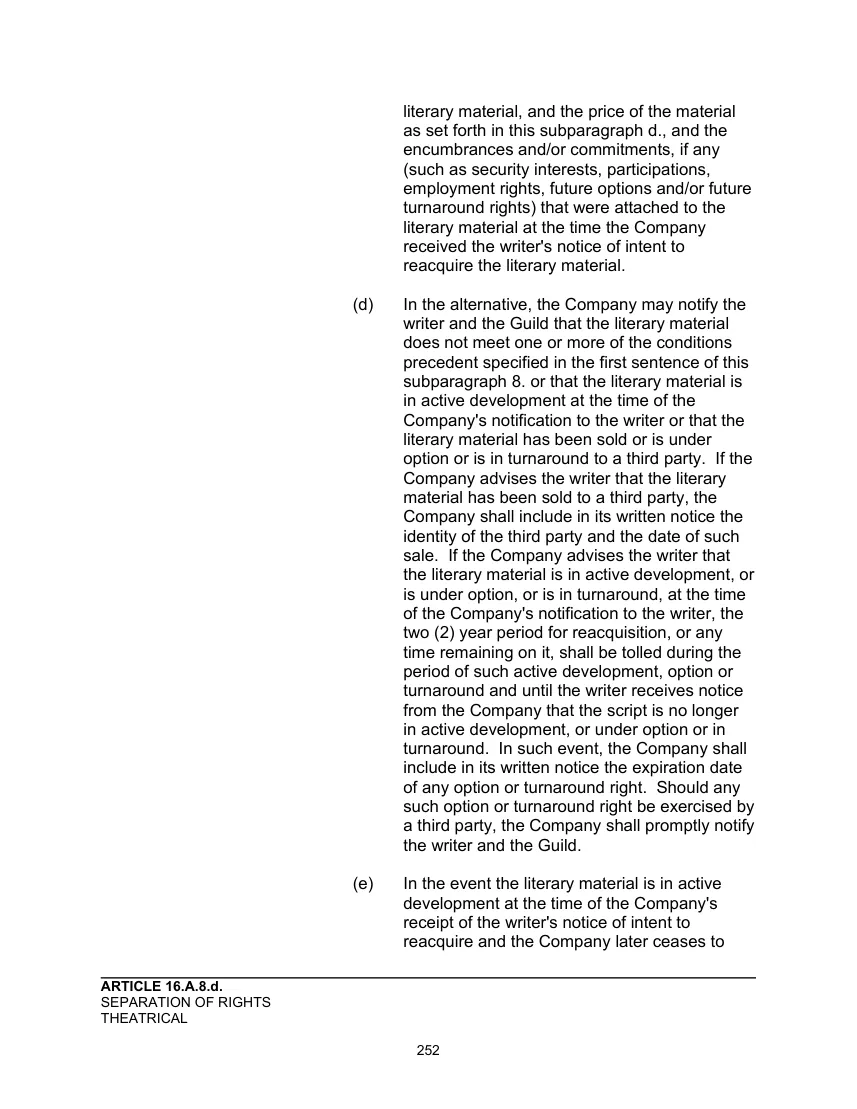 literary material, and the price of the material
as set forth in this subparagraph d., and the
encumbrances and/or commitments, if any
(such as security interests, participations,
employment rights, future options and/or future
turnaround rights) that were attached to the
literary material at the time the Company
received the writer's notice of intent to
reacquire the literary material.
(d) In the alternative, the Company may notify the
writer and the Guild that the literary material
does not meet one or more of the conditions
precedent specified in the first sentence of this
subparagraph 8. or that the literary material is
in active development at the time of the
Company's notification to the writer or that the
literary material has been sold or is under
option or is in turnaround to a third party.  If the
Company advises the writer that the literary
material has been sold to a third party, the
Company shall include in its written notice the
identity of the third party and the date of such
sale.  If the Company advises the writer that
the literary material is in active development, or
is under option, or is in turnaround, at the time
of the Company's notification to the writer, the
two (2) year period for reacquisition, or any
time remaining on it, shall be tolled during the
period of such active development, option or
turnaround and until the writer receives notice
from the Company that the script is no longer
in active development, or under option or in
turnaround.  In such event, the Company shall
include in its written notice the expiration date
of any option or turnaround right.  Should any
such option or turnaround right be exercised by
a third party, the Company shall promptly notify
the writer and the Guild.
(e) In the event the literary material is in active
development at the time of the Company's
receipt of the writer's notice of intent to
reacquire and the Company later ceases to
ARTICLE 16.A.8.d.
SEPARATION OF RIGHTS
THEATRICAL
252